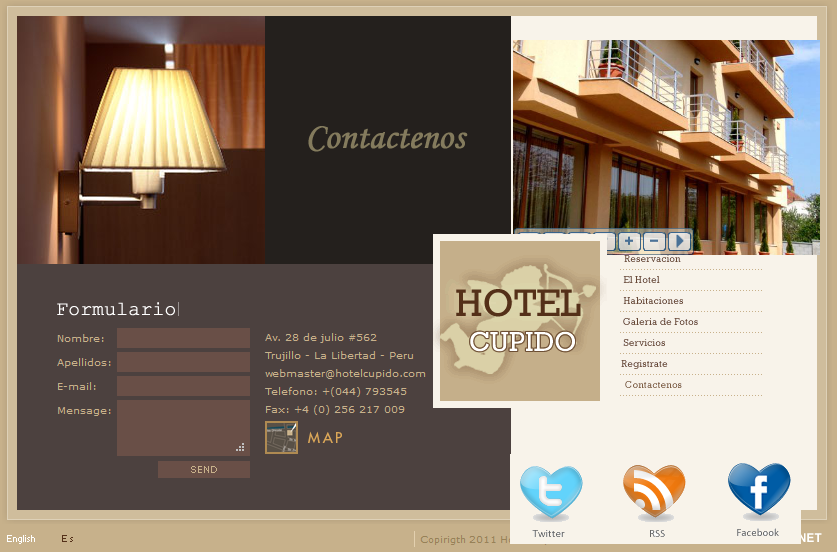 Contactenos
Formulario
Nombre:
Apellidos:
E-mail:
Mensage:
SEND
Av. 28 de julio #562
Trujillo - La Libertad - Peru
webmaster@hotelcupido.com
Telefono: +(044) 793545
Fax: +4 (0) 256 217 009
MAP
HOTEL
CUPIDO
Reservacion
El Hotel
Habitaciones
Galeria de Fotos
Servicios
Registrate
Contactenos
Twitter
RSS
Facebook
English
Es
Copirigth 2011
NET